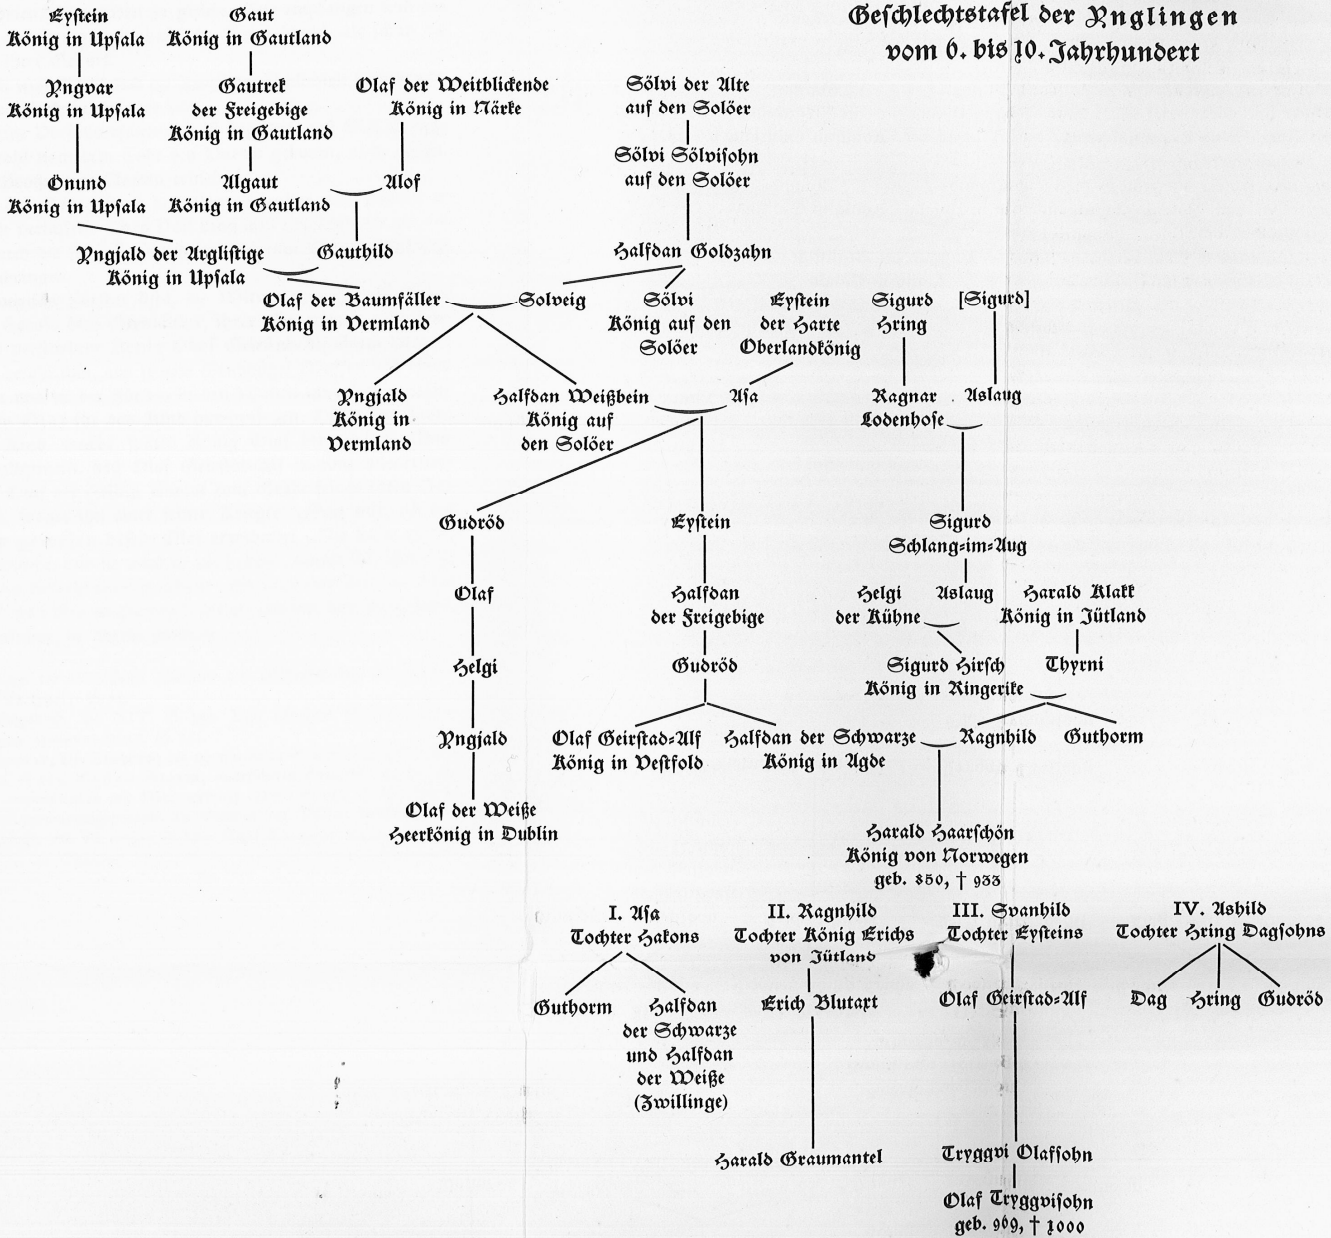 Geschlechtstafel der Ynglingen
vom 6. bis 10. Jahrhundert
Eystein
König in Upsala
Gaut
König in Gautland
Yngvar
König in Upsala
Gautrek
der Freigebige
König in Gautland
Olaf der Weitblickende
König in Närke
Sölvi der Alte
auf den Solöer
Sölvi Sölvisohn
auf den Solöer
Önund
König in Upsala
Algaut
König in Gautland
Alof
Yngjald der Arglistige
König in Upsala
Gauthild
Halfdan Goldzahn
Olaf der Baumfäller
König in Vermland
Solveig
Sölvi
König auf den
Solöer
Eystein
der Harte
Oberlandkönig
Sigurd
Hring
[Sigurd]
Yngjald
König in
Vermland
Halfdan Weißbein
König auf
den Solöer
Asa
Ragnar
Lodenhose
Aslaug
Gudröd
Eystein
Sigurd
Schlang-im-Aug
Olaf
Halfdan
der Freigebige
Helgi
der Kühne
Aslaug
Harald Klakk
König in Jütland
Helgi
Gudröd
Sigurd Hirsch
König in Ringerike
Thyrni
Yngjald
Olaf Geirstad-Alf
König in Vestfold
Halfdan der Schwarze
König in Agde
Ragnhild
Guthorm
Olaf der Weiße
Heerkönig in Dublin
Harald Haarschön
König von Norwegen
geb. 850, † 933
I. Asa
Tochter Hakons
II. Ragnhild
Tochter König Erichs
von Jütland
III. Svanhild
Tochter Eysteins
IV. Ashild
Tochter Hring Dagsohns
Guthorm
Halfdan
der Schwarze
und Halfdan
der Weiße
(Zwillinge)
Erich Blutaxt
Olaf Geirstad-Alf
Dag
Hring
Gudröd
Harald Graumantel
Tryggvi Olafsohn
Olaf Tryggvisohn
geb. 969, † 1000